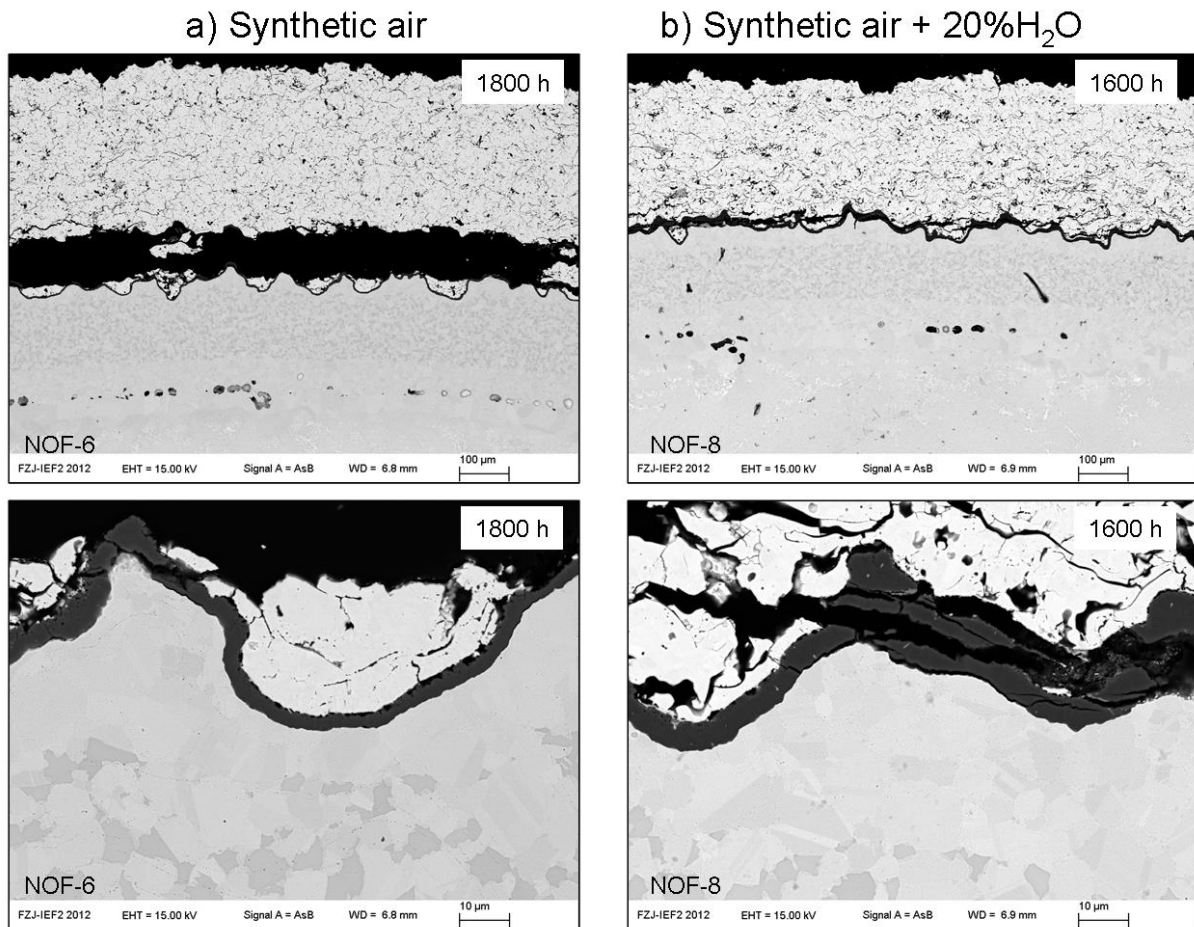 a) Synthetic air
b) Synthetic air + 20%H₂O
1800 h
1600 h
NOF-6
NOF-8
FZJ-IEF2 2012 EHT = 15.00 kV Signal A = AsB WD = 6.8 mm 100 µm
FZJ-IEF2 2012 EHT = 15.00 kV Signal A = AsB WD = 6.9 mm 100 µm
1800 h
1600 h
NOF-6
NOF-8
FZJ-IEF2 2012 EHT = 15.00 kV Signal A = AsB WD = 6.8 mm 10 µm
FZJ-IEF2 2012 EHT = 15.00 kV Signal A = AsB WD = 6.9 mm 10 µm